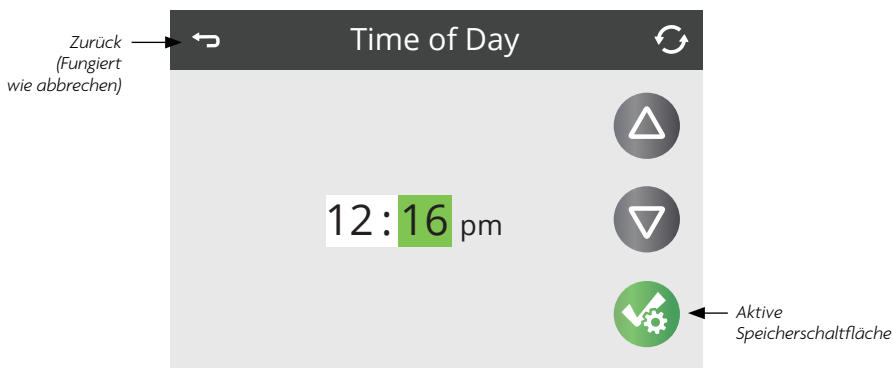 Zurück
(Fungiert
wie abbrechen)
Time of Day
12:16 pm
Aktive
Speicherschaltfläche